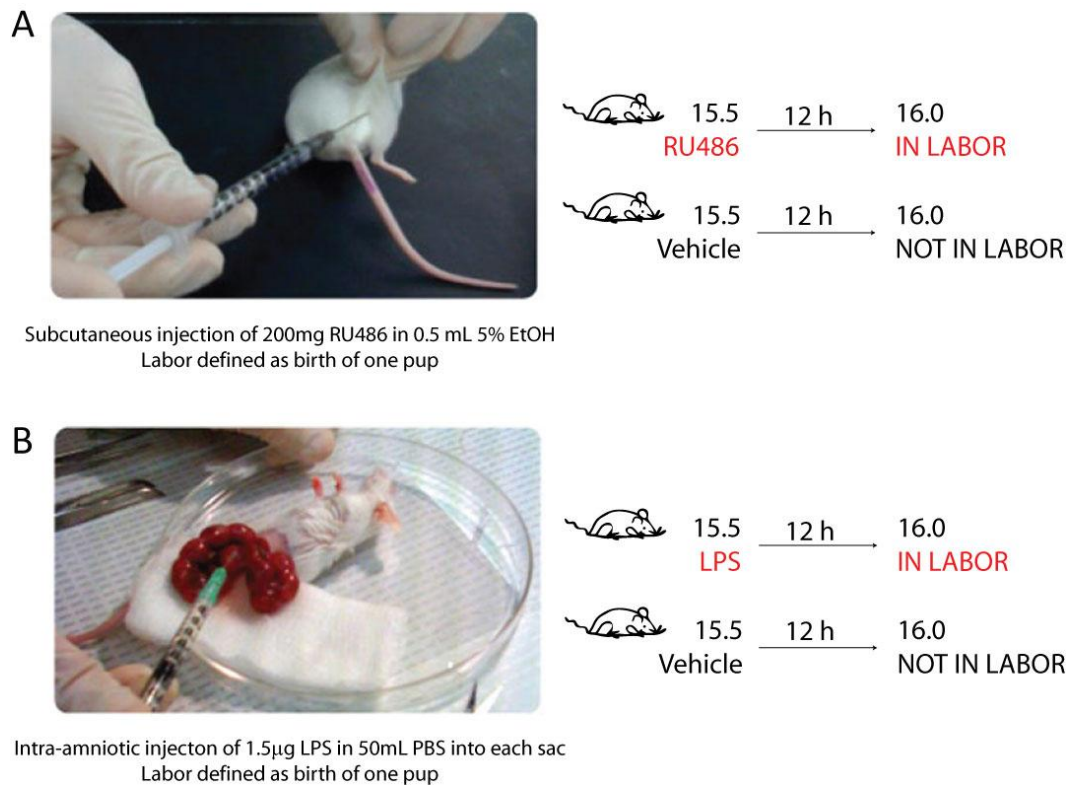 A
15.5 12 h 16.0
RU486 IN LABOR
15.5 12 h 16.0
Vehicle NOT IN LABOR
Subcutaneous injection of 200mg RU486 in 0.5 mL 5% EtOH
Labor defined as birth of one pup
B
15.5 12 h 16.0
LPS IN LABOR
15.5 12 h 16.0
Vehicle NOT IN LABOR
Intra-amniotic injecton of 1.5μg LPS in 50mL PBS into each sac
Labor defined as birth of one pup